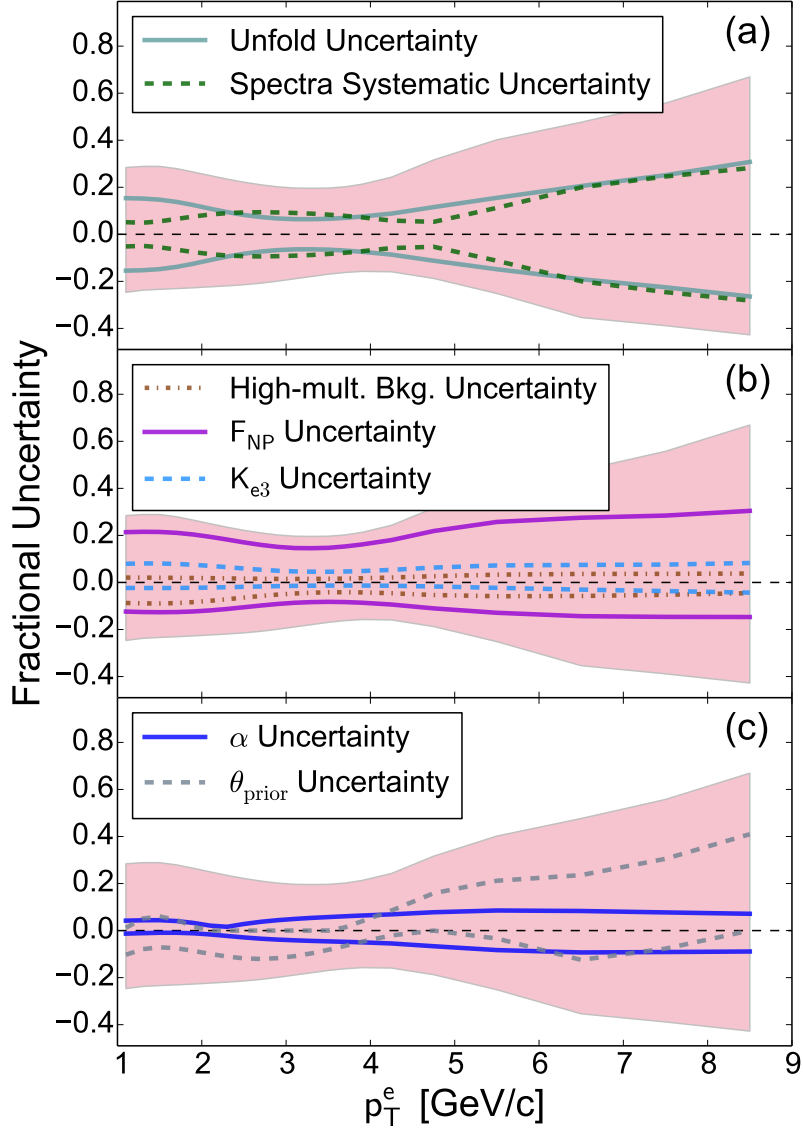 (a)
Unfold Uncertainty
Spectra Systematic Uncertainty
0.8
0.6
0.4
0.2
0.0
−0.2
−0.4
(b)
High-mult. Bkg. Uncertainty
F_NP Uncertainty
K_e3 Uncertainty
0.8
0.6
0.4
0.2
0.0
−0.2
−0.4
(c)
α Uncertainty
θ_prior Uncertainty
0.8
0.6
0.4
0.2
0.0
−0.2
−0.4
Fractional Uncertainty
1 2 3 4 5 6 7 8 9
p_T^e [GeV/c]